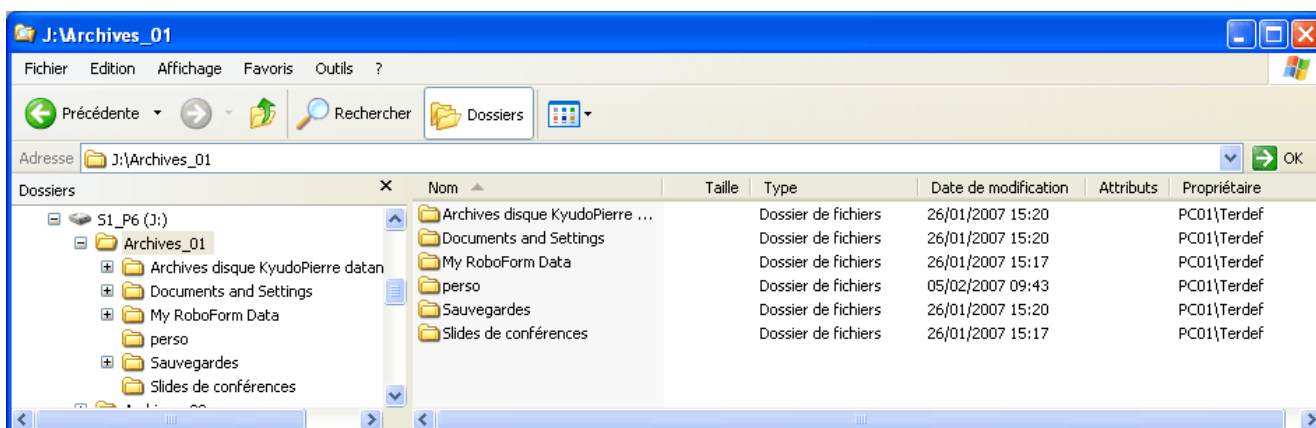 J:\Archives_01
Fichier Edition Affichage Favoris Outils ?
Précédente Rechercher Dossiers
Adresse J:\Archives_01 OK
Dossiers
S1_P6 (J:)
Archives_01
Archives disque KyudoPierre datan
Documents and Settings
My RoboForm Data
perso
Sauvegardes
Slides de conférences
Nom Taille Type Date de modification Attributs Propriétaire
Archives disque KyudoPierre ... Dossier de fichiers 26/01/2007 15:20 PC01\Terdef
Documents and Settings Dossier de fichiers 26/01/2007 15:20 PC01\Terdef
My RoboForm Data Dossier de fichiers 26/01/2007 15:17 PC01\Terdef
perso Dossier de fichiers 05/02/2007 09:43 PC01\Terdef
Sauvegardes Dossier de fichiers 26/01/2007 15:20 PC01\Terdef
Slides de conférences Dossier de fichiers 26/01/2007 15:17 PC01\Terdef